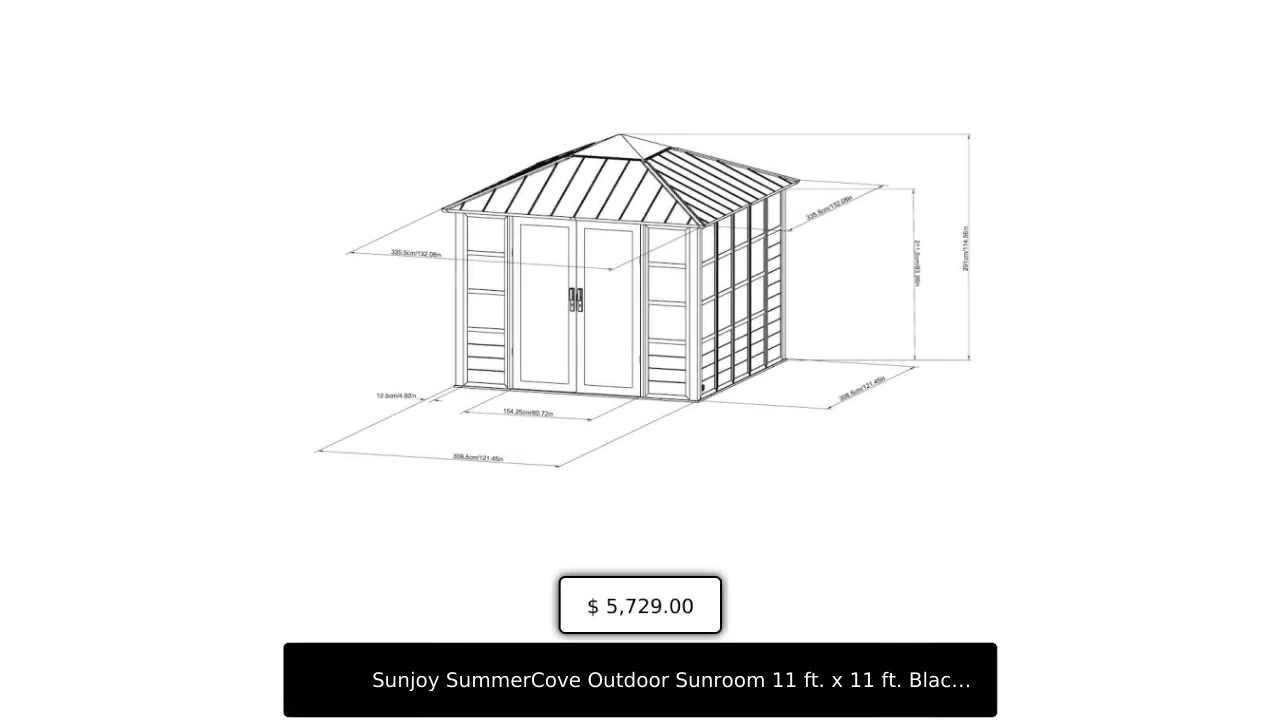 335.5cm/132.08in
335.5cm/132.08in
291cm/114.56in
12.5cm/4.92in
154.25cm/60.72in
308.5cm/121.45in
308.5cm/121.45in
$ 5,729.00
Sunjoy SummerCove Outdoor Sunroom 11 ft. x 11 ft. Blac...